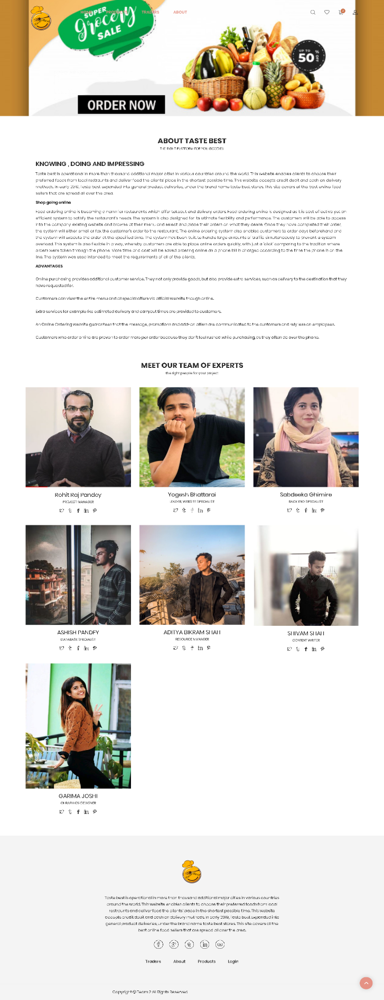 HOME PRODUCTS TRADERS ABOUT
SUPER
Grocery
SALE
UP TO
50 % OFF
ORDER NOW
ABOUT TASTE BEST
THE RIGHT PLATFORM FOR YOU GOODIES
KNOWING , DOING AND IMPRESSING
Taste best is operational in more than thousand additional major cities in various countries around the world. This website enables clients to choose their
preferred foods from local restraunts and deliver food the clients' place in the shortest possible time. This website accepts credit debit and cash on delivery
methods. In early 2019, Taste best expanded into general product deliveries, under the brand name taste best stores. This site covers all the best online food
sellers that are spread all over the area.
Shop going online
Food ordering online is becoming a norm for restaurants which offer takeout and delivery orders. Food ordering online is designed as it is cost effective yet an
efficient system to satisfy the restaurant's needs. The system is also designed for its ultimate flexibility and performance. The customers will be able to access
into the company existing website and browse at their menu and select and place their orders on what they desire. Once they have completed their order,
the system will either email or fax the customer's order to the restaurant. The online ordering system also enables customers to order days beforehand and
the system will execute the order at the specified time. The system has been built to handle large amounts of traffic simultaneously to prevent a system
overload. This system is also flexible in a way, whereby customers are able to place online orders quickly, with just a 'click' comparing to the tradition where
orders were taken through the phone. More time and cost will be saved ordering online as a phone bill is charged according to the time the phone is on the
line. The system was used intended to meet the requirements of all of the clients.
ADVANTAGES
Online purchasing provides additional customer service. They not only provide goods, but also provide extra services, such as delivery to the destination that they
have requested for.
Customers can view the entire menu and all special offers via official website through online.
Extra services for example like estimated delivery and carryout times are provided to customers.
An Online Ordering website guarantees that the message, promotions and add-on offers are communicated to the customers and rely less on employees.
Customers who order online are proven to order more per order because they don't feel rushed while purchasing, as they often do over the phone.
MEET OUR TEAM OF EXPERTS
the right people for your project
Rohit Raj Pandey
PROJECT MANAGER
Yogesh Bhattarai
LEADER, WEBSITE SPECIALIST
Sabdeeka Ghimire
BACK END SPECIALIST
ASHISH PANDEY
DATABASE SPECIALIST
ADITYA BIKRAM SHAH
RESOURCE MANAGER
SHIVAM SHAH
CONTENT WRITER
GARIMA JOSHI
GHRAPHICS DESIGNER
Taste Best
Taste best is operational in more than thousand additional major cities in various countries
around the world. This website enables clients to choose their preferred foods from local
restraunts and deliver food the clients' place in the shortest possible time. This website
accepts credit debit and cash on delivery methods. In early 2019, Taste best expanded into
general product deliveries, under the brand name taste best stores. This site covers all the
best online food sellers that are spread all over the area.
Traders About Products Login
Copyright © Team 2 All Rights Reserved